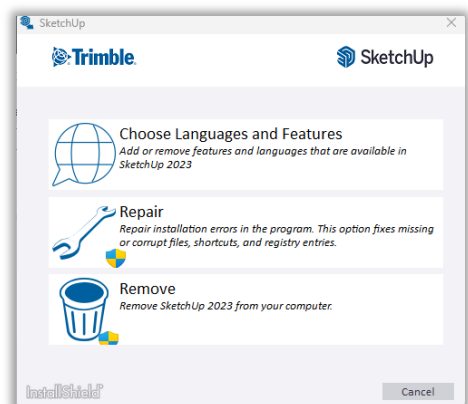 SketchUp
Trimble.
SketchUp
Choose Languages and Features
Add or remove features and languages that are available in
SketchUp 2023
Repair
Repair installation errors in the program. This option fixes missing
or corrupt files, shortcuts, and registry entries.
Remove
Remove SketchUp 2023 from your computer.
InstallShield
Cancel